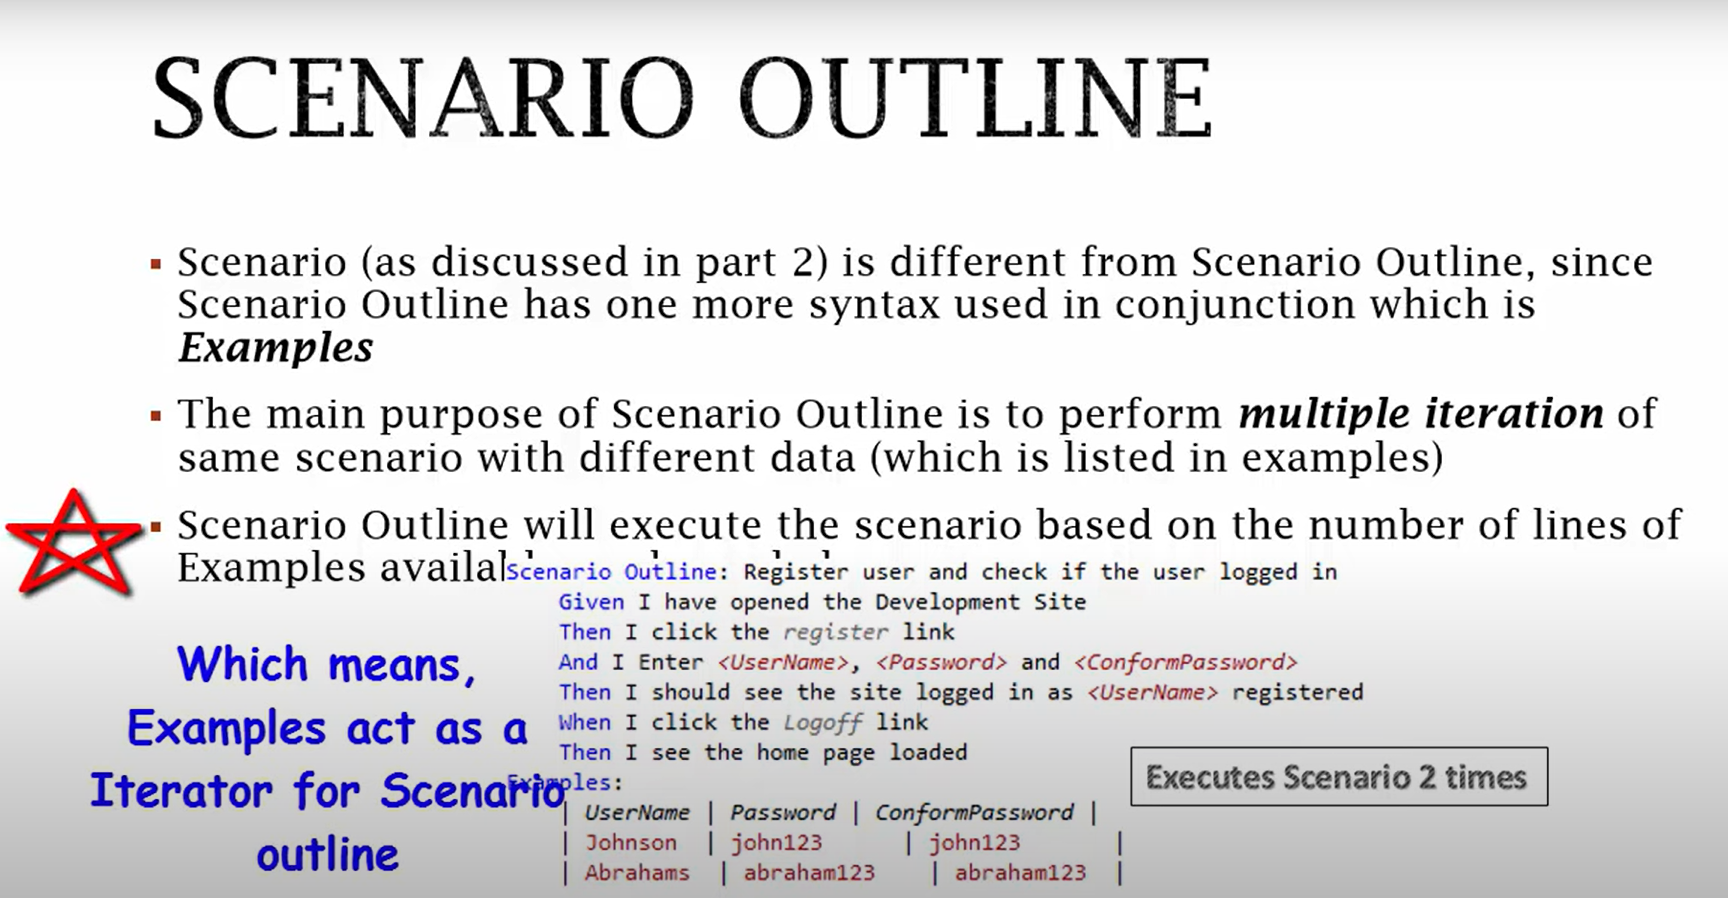 SCENARIO OUTLINE
Scenario (as discussed in part 2) is different from Scenario Outline, since
Scenario Outline has one more syntax used in conjunction which is
Examples
The main purpose of Scenario Outline is to perform multiple iteration of
same scenario with different data (which is listed in examples)
Scenario Outline will execute the scenario based on the number of lines of
Examples
Scenario Outline: Register user and check if the user logged in
Given I have opened the Development Site
Then I click the register link
And I Enter <UserName>, <Password> and <ConformPassword>
Then I should see the site logged in as <UserName> registered
When I click the Logoff link
Then I see the home page loaded
Examples:
| UserName | Password | ConformPassword |
| Johnson | john123 | john123 |
| Abrahams | abraham123 | abraham123 |
Which means,
Examples act as a
Iterator for Scenario
outline
Executes Scenario 2 times